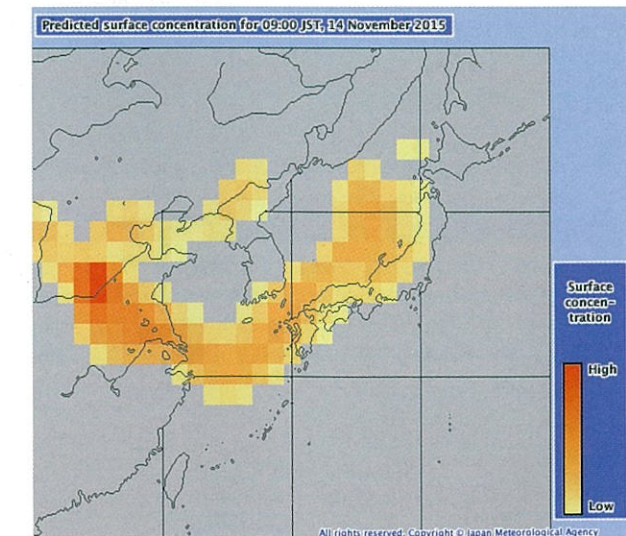 Predicted surface concentration for 09:00 JST, 14 November 2015
Surface
concen-
tration
High
Low
All rights reserved. Copyright © Japan Meteorological Agency